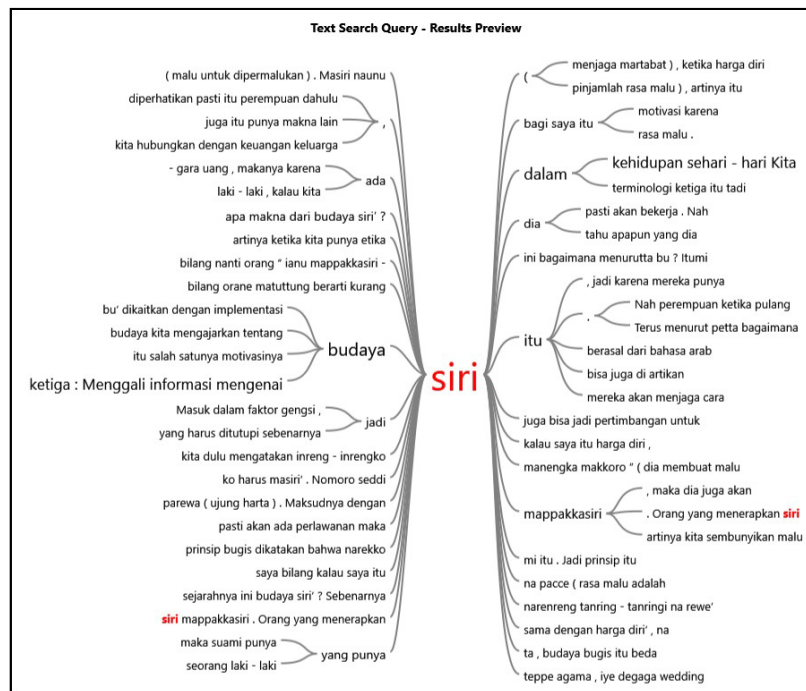 Text Search Query - Results Preview
( malu untuk dipermalukan ) . Masiri naunu
diperhatikan pasti itu perempuan dahulu
juga itu punya makna lain
kita hubungkan dengan keuangan keluarga
,
- gara uang , makanya karena
laki - laki , kalau kita
ada
apa makna dari budaya siri' ?
artinya ketika kita punya etika
bilang nanti orang “ ianu mappakkasiri -
bilang orane matuttung berarti kurang
bu' dikaitkan dengan implementasi
budaya kita mengajarkan tentang
itu salah satunya motivasinya
ketiga : Menggali informasi mengenai
budaya
Masuk dalam faktor gengsi ,
yang harus ditutupi sebenarnya
jadi
kita dulu mengatakan inreng - inrengko
ko harus masiri' . Nomoro seddi
parewa ( ujung harta ) . Maksudnya dengan
pasti akan ada perlawanan maka
prinsip bugis dikatakan bahwa narekko
saya bilang kalau saya itu
sejarahnya ini budaya siri' ? Sebenarnya
siri mappakkasiri . Orang yang menerapkan
maka suami punya
seorang laki - laki
yang punya
siri
(
menjaga martabat ) , ketika harga diri
pinjamlah rasa malu ) , artinya itu
bagi saya itu
motivasi karena
rasa malu .
dalam
kehidupan sehari - hari Kita
terminologi ketiga itu tadi
dia
pasti akan bekerja . Nah
tahu apapun yang dia
ini bagaimana menurutta bu ? Itumi
itu
, jadi karena mereka punya
.
Nah perempuan ketika pulang
Terus menurut petta bagaimana
berasal dari bahasa arab
bisa juga di artikan
mereka akan menjaga cara
juga bisa jadi pertimbangan untuk
kalau saya itu harga diri ,
manengka makkoro “ ( dia membuat malu
mappakkasiri
, maka dia juga akan
. Orang yang menerapkan siri
artinya kita sembunyikan malu
mi itu . Jadi prinsip itu
na pacce ( rasa malu adalah
narenreng tanring - tanringi na rewe'
sama dengan harga diri' , na
ta , budaya bugis itu beda
teppe agama , iye degaga wedding